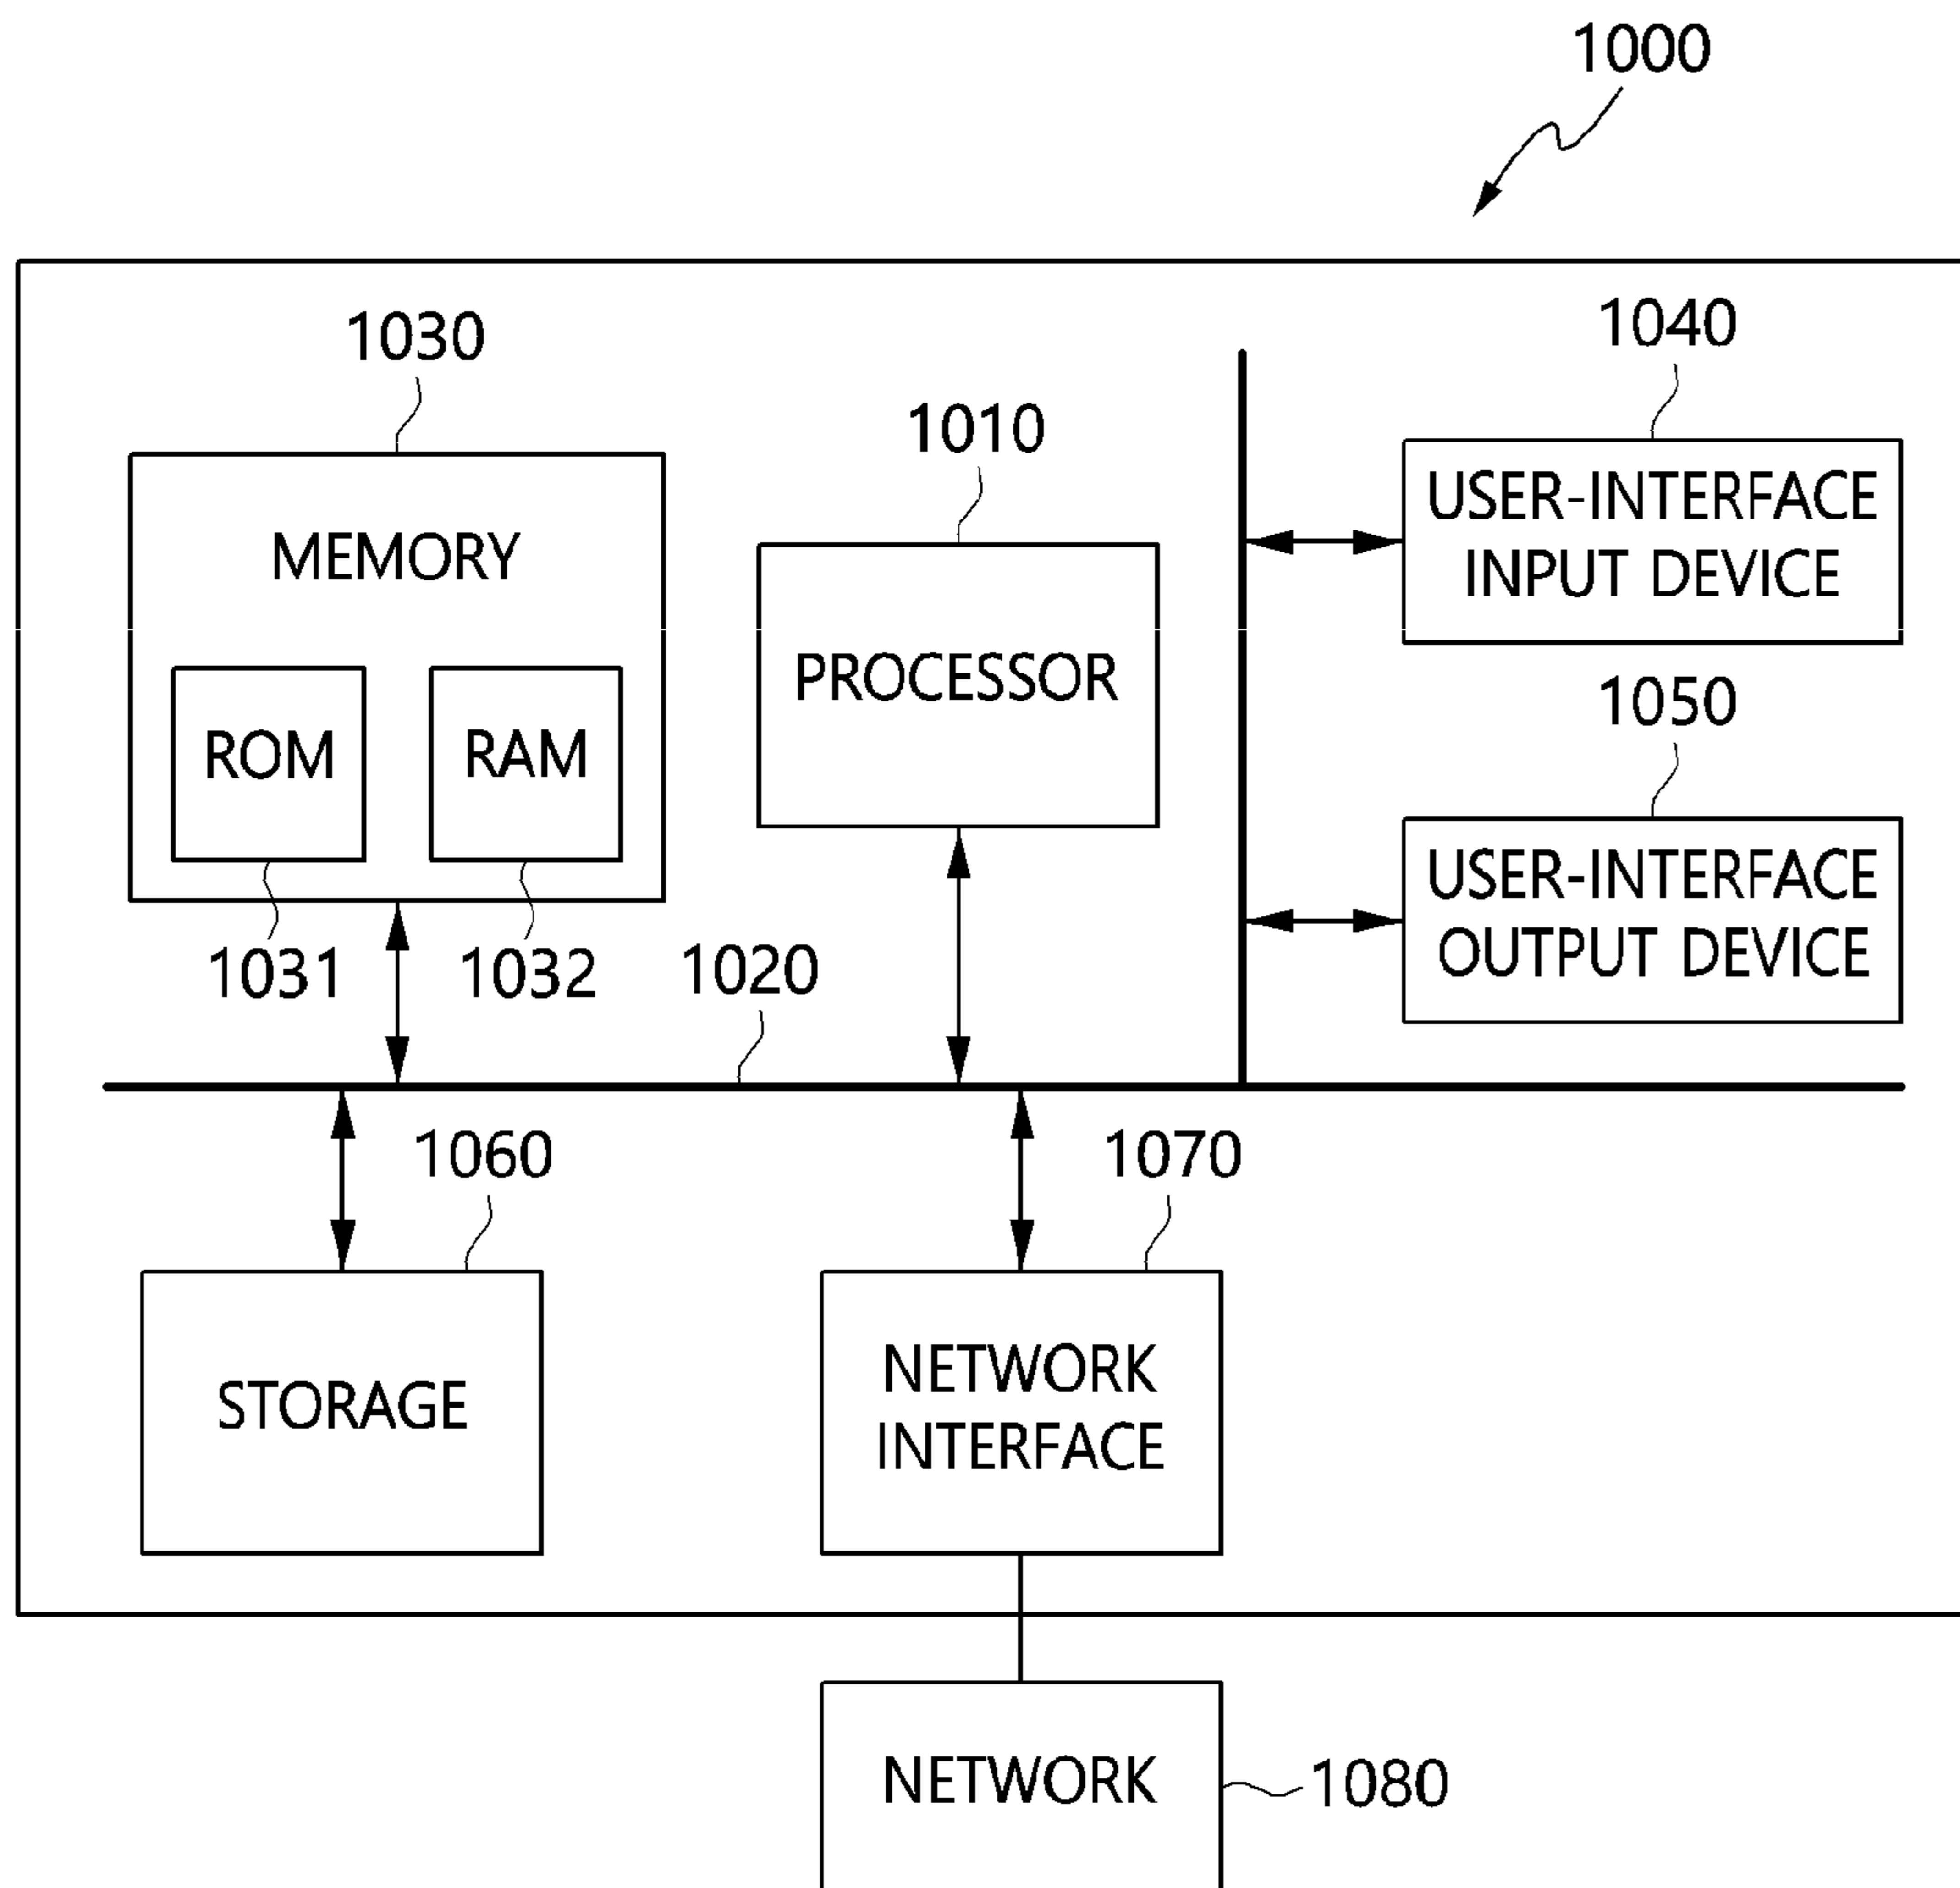 1000
1030
1040
1010
MEMORY
USER-INTERFACE
INPUT DEVICE
PROCESSOR
ROM
RAM
1050
USER-INTERFACE
OUTPUT DEVICE
1031
1032
1020
1060
1070
STORAGE
NETWORK
INTERFACE
NETWORK
1080